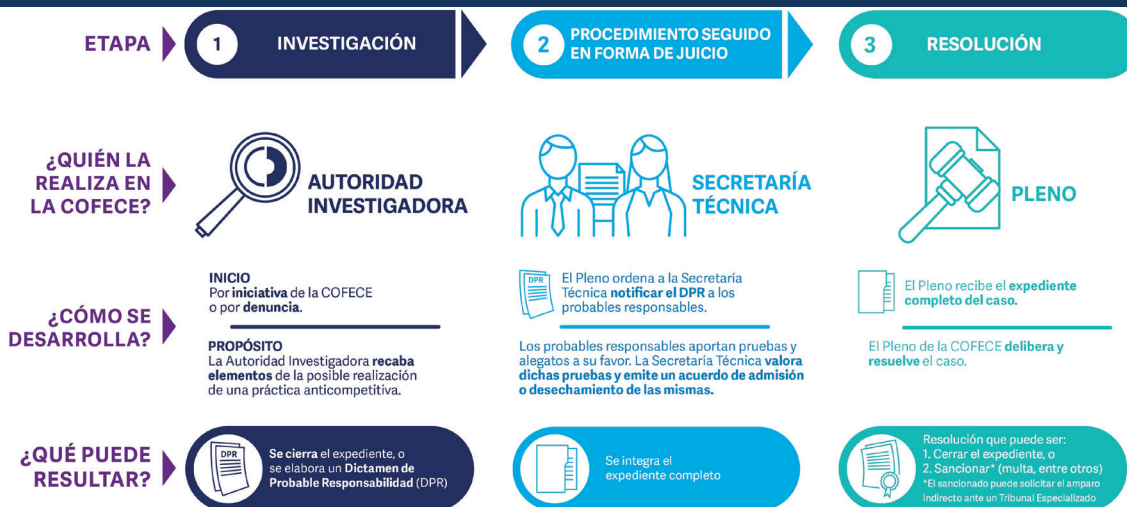 ETAPA
1
INVESTIGACIÓN
2
PROCEDIMIENTO SEGUIDO
EN FORMA DE JUICIO
3
RESOLUCIÓN
¿QUIÉN LA
REALIZA EN
LA COFECE?
AUTORIDAD
INVESTIGADORA
SECRETARÍA
TÉCNICA
PLENO
¿CÓMO SE
DESARROLLA?
INICIO
Por iniciativa de la COFECE
o por denuncia.
PROPÓSITO
La Autoridad Investigadora recaba
elementos de la posible realización
de una práctica anticompetitiva.
DPR
El Pleno ordena a la Secretaría
Técnica notificar el DPR a los
probables responsables.
Los probables responsables aportan pruebas y
alegatos a su favor. La Secretaría Técnica valora
dichas pruebas y emite un acuerdo de admisión
o desechamiento de las mismas.
El Pleno recibe el expediente
completo del caso.
El Pleno de la COFECE delibera y
resuelve el caso.
¿QUÉ PUEDE
RESULTAR?
DPR
Se cierra el expediente, o
se elabora un Dictamen de
Probable Responsabilidad (DPR)
Se integra el
expediente completo
Resolución que puede ser:
1. Cerrar el expediente, o
2. Sancionar* (multa, entre otros)
*El sancionado puede solicitar el amparo
indirecto ante un Tribunal Especializado